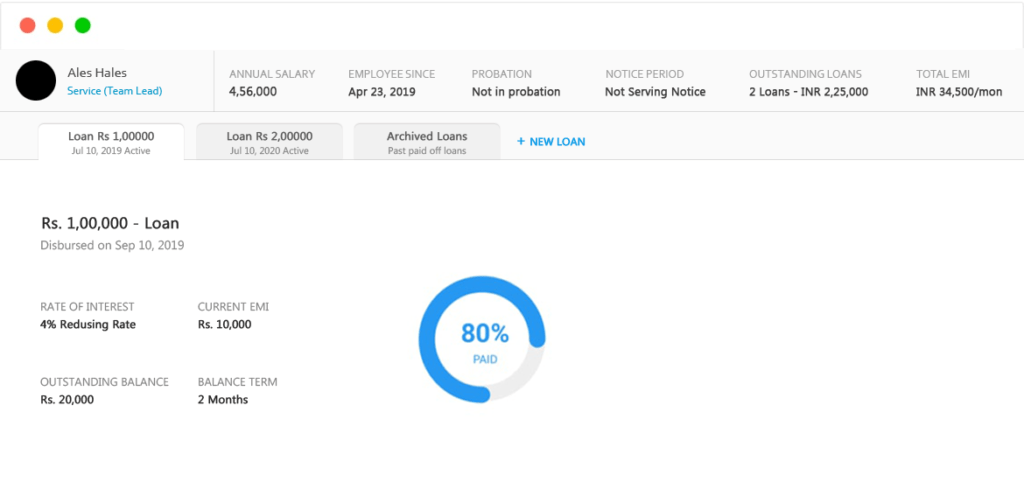 Ales Hales
Service (Team Lead)
ANNUAL SALARY
4,56,000
EMPLOYEE SINCE
Apr 23, 2019
PROBATION
Not in probation
NOTICE PERIOD
Not Serving Notice
OUTSTANDING LOANS
2 Loans - INR 2,25,000
TOTAL EMI
INR 34,500/mon
Loan Rs 1,00000
Jul 10, 2019 Active
Loan Rs 2,00000
Jul 10, 2020 Active
Archived Loans
Past paid off loans
+ NEW LOAN
Rs. 1,00,000 - Loan
Disbursed on Sep 10, 2019
RATE OF INTEREST
4% Redusing Rate
CURRENT EMI
Rs. 10,000
OUTSTANDING BALANCE
Rs. 20,000
BALANCE TERM
2 Months
80%
PAID